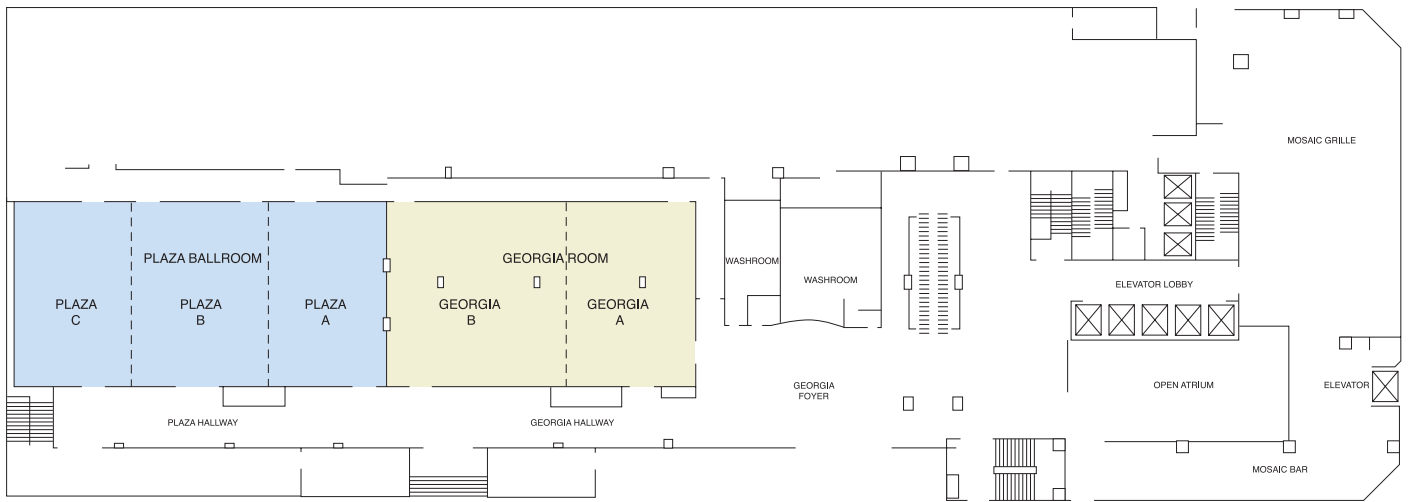 MOSAIC GRILLE
PLAZA BALLROOM
GEORGIA ROOM
WASHROOM
WASHROOM
ELEVATOR LOBBY
PLAZA
C
PLAZA
B
PLAZA
A
GEORGIA
B
GEORGIA
A
GEORGIA
FOYER
OPEN ATRIUM
ELEVATOR
PLAZA HALLWAY
GEORGIA HALLWAY
MOSAIC BAR